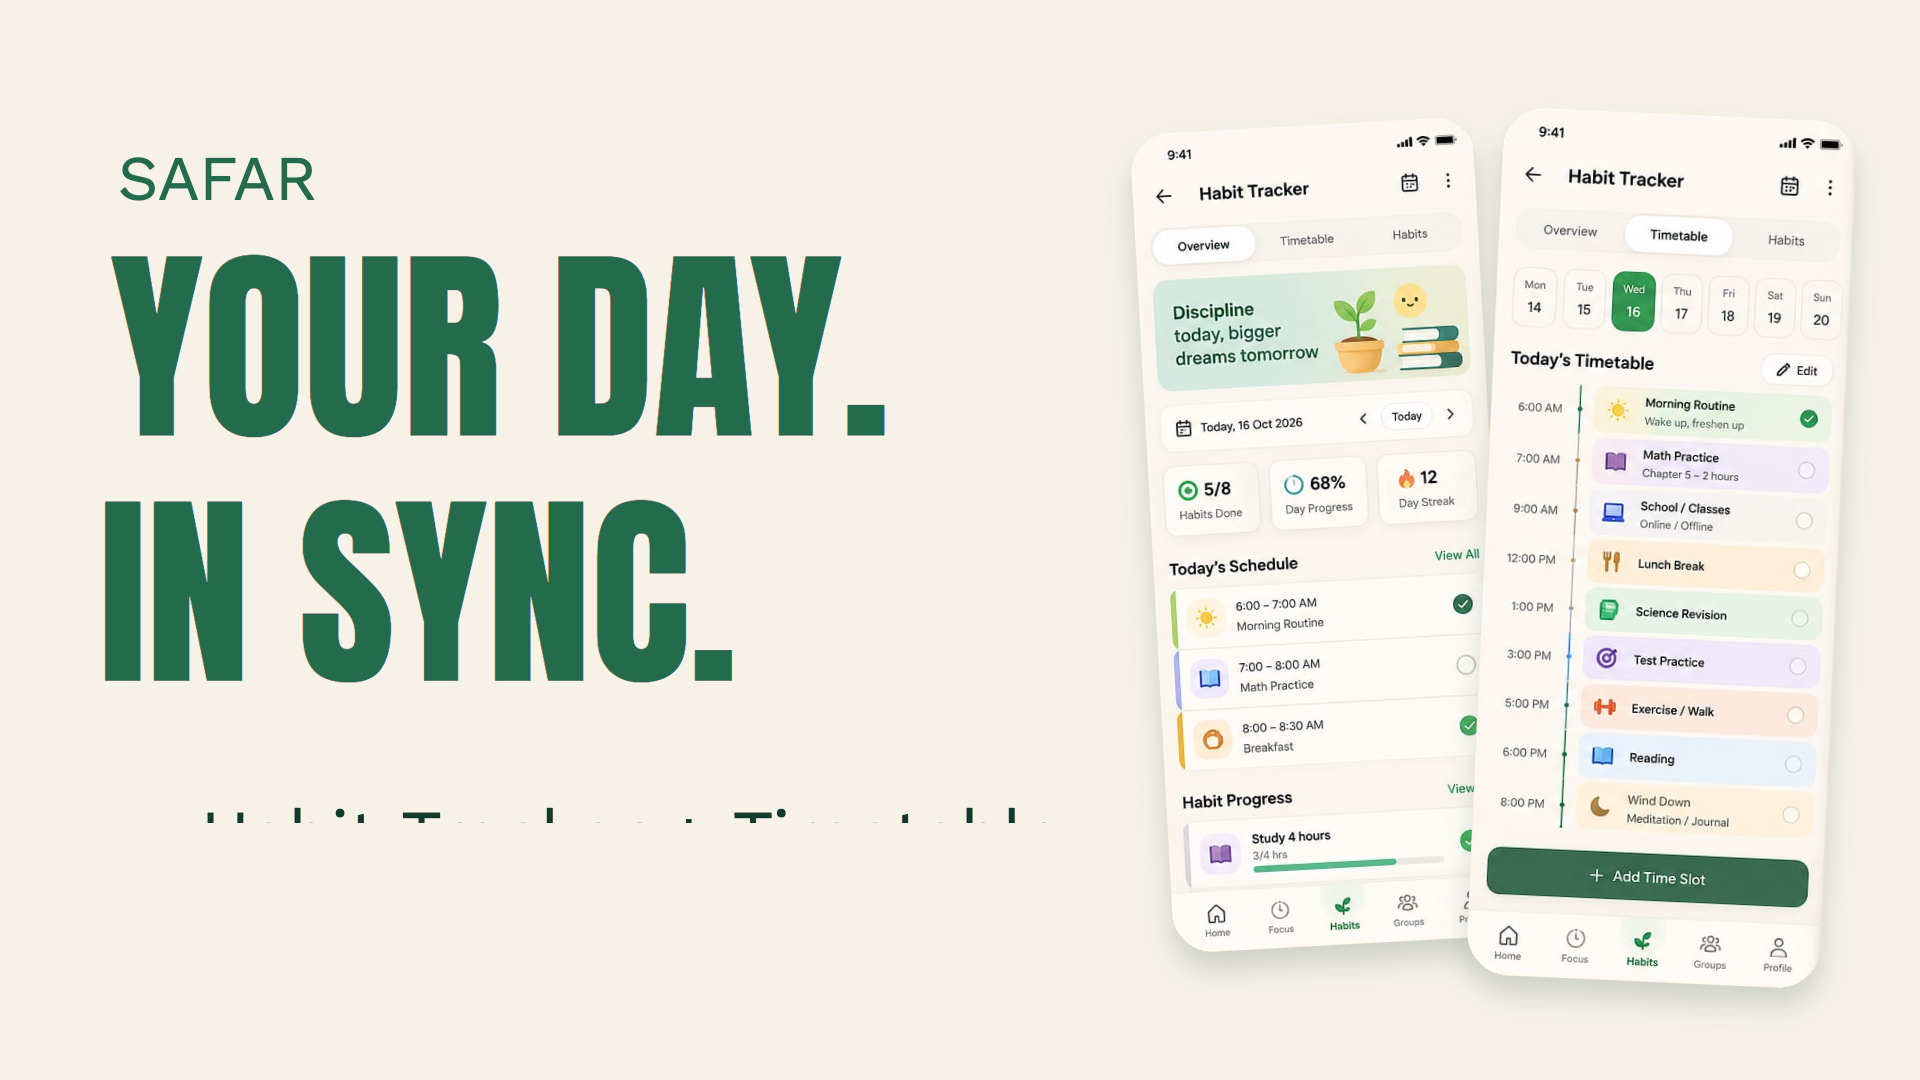 SAFAR
YOUR DAY.
IN SYNC.
9:41
Habit Tracker
Overview
Timetable
Habits
Discipline
today, bigger
dreams tomorrow
Today, 16 Oct 2026
Today
5/8
Habits Done
68%
Day Progress
12
Day Streak
Today's Schedule
View All
6:00 – 7:00 AM
Morning Routine
7:00 – 8:00 AM
Math Practice
8:00 – 8:30 AM
Breakfast
Habit Progress
View
Study 4 hours
3/4 hrs
Home
Focus
Habits
Groups
9:41
Habit Tracker
Overview
Timetable
Habits
Mon
14
Tue
15
Wed
16
Thu
17
Fri
18
Sat
19
Sun
20
Today's Timetable
Edit
6:00 AM
Morning Routine
Wake up, freshen up
7:00 AM
Math Practice
Chapter 5 – 2 hours
9:00 AM
School / Classes
Online / Offline
12:00 PM
Lunch Break
1:00 PM
Science Revision
3:00 PM
Test Practice
5:00 PM
Exercise / Walk
6:00 PM
Reading
8:00 PM
Wind Down
Meditation / Journal
+ Add Time Slot
Home
Focus
Habits
Groups
Profile